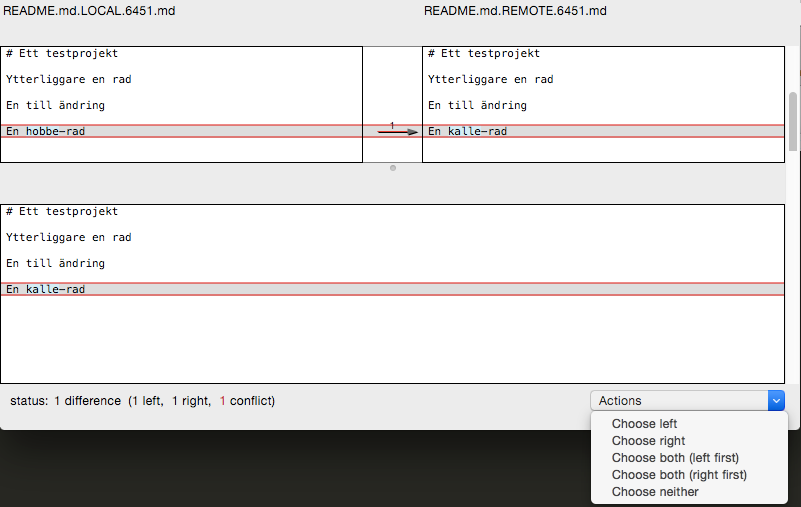 README.md.LOCAL.6451.md
README.md.REMOTE.6451.md
# Ett testprojekt
Ytterliggare en rad
En till ändring
En hobbe-rad
1
# Ett testprojekt
Ytterliggare en rad
En till ändring
En kalle-rad
# Ett testprojekt
Ytterliggare en rad
En till ändring
En kalle-rad
status: 1 difference (1 left, 1 right, 1 conflict)
Actions
Choose left
Choose right
Choose both (left first)
Choose both (right first)
Choose neither